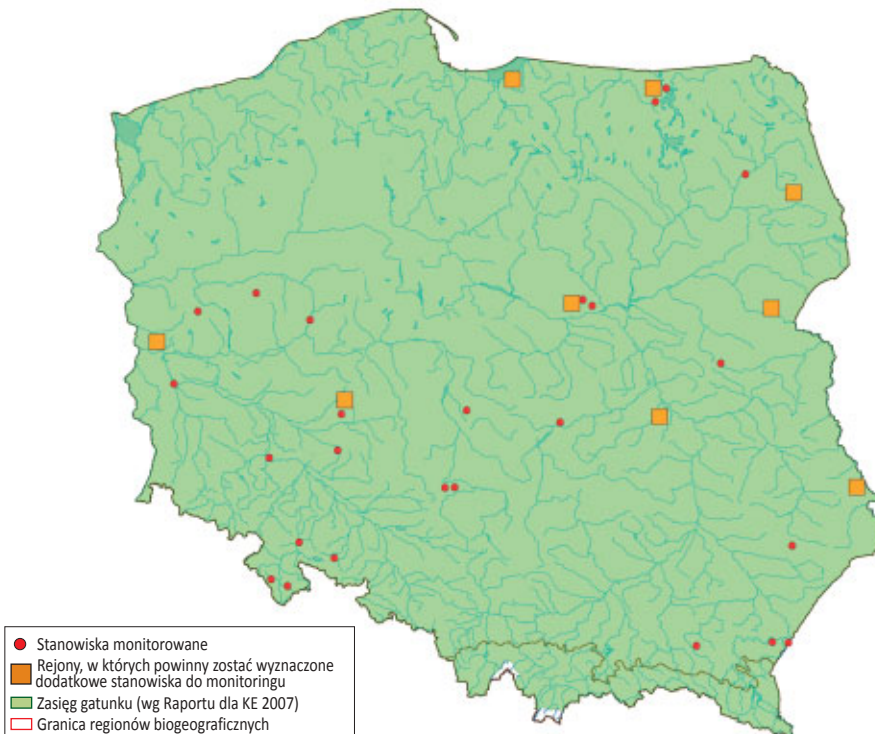 Stanowiska monitorowane
Rejony, w których powinny zostać wyznaczone
dodatkowe stanowiska do monitoringu
Zasięg gatunku (wg Raportu dla KE 2007)
Granica regionów biogeograficznych